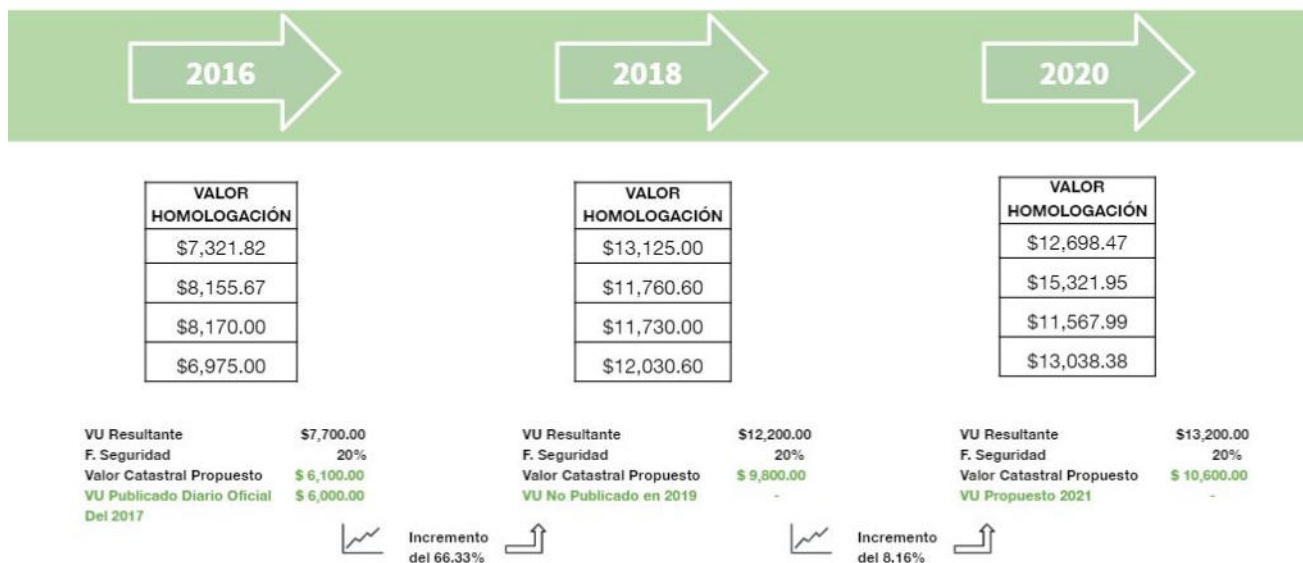 2016
2018
2020
VALOR
HOMOLOGACIÓN
$7,321.82
$8,155.67
$8,170.00
$6,975.00
VALOR
HOMOLOGACIÓN
$13,125.00
$11,760.60
$11,730.00
$12,030.60
VALOR
HOMOLOGACIÓN
$12,698.47
$15,321.95
$11,567.99
$13,038.38
VU Resultante $7,700.00
F. Seguridad 20%
Valor Catastral Propuesto $ 6,100.00
VU Publicado Diario Oficial $ 6,000.00
Del 2017
VU Resultante $12,200.00
F. Seguridad 20%
Valor Catastral Propuesto $ 9,800.00
VU No Publicado en 2019 -
VU Resultante $13,200.00
F. Seguridad 20%
Valor Catastral Propuesto $ 10,600.00
VU Propuesto 2021 -
Incremento
del 66.33%
Incremento
del 8.16%